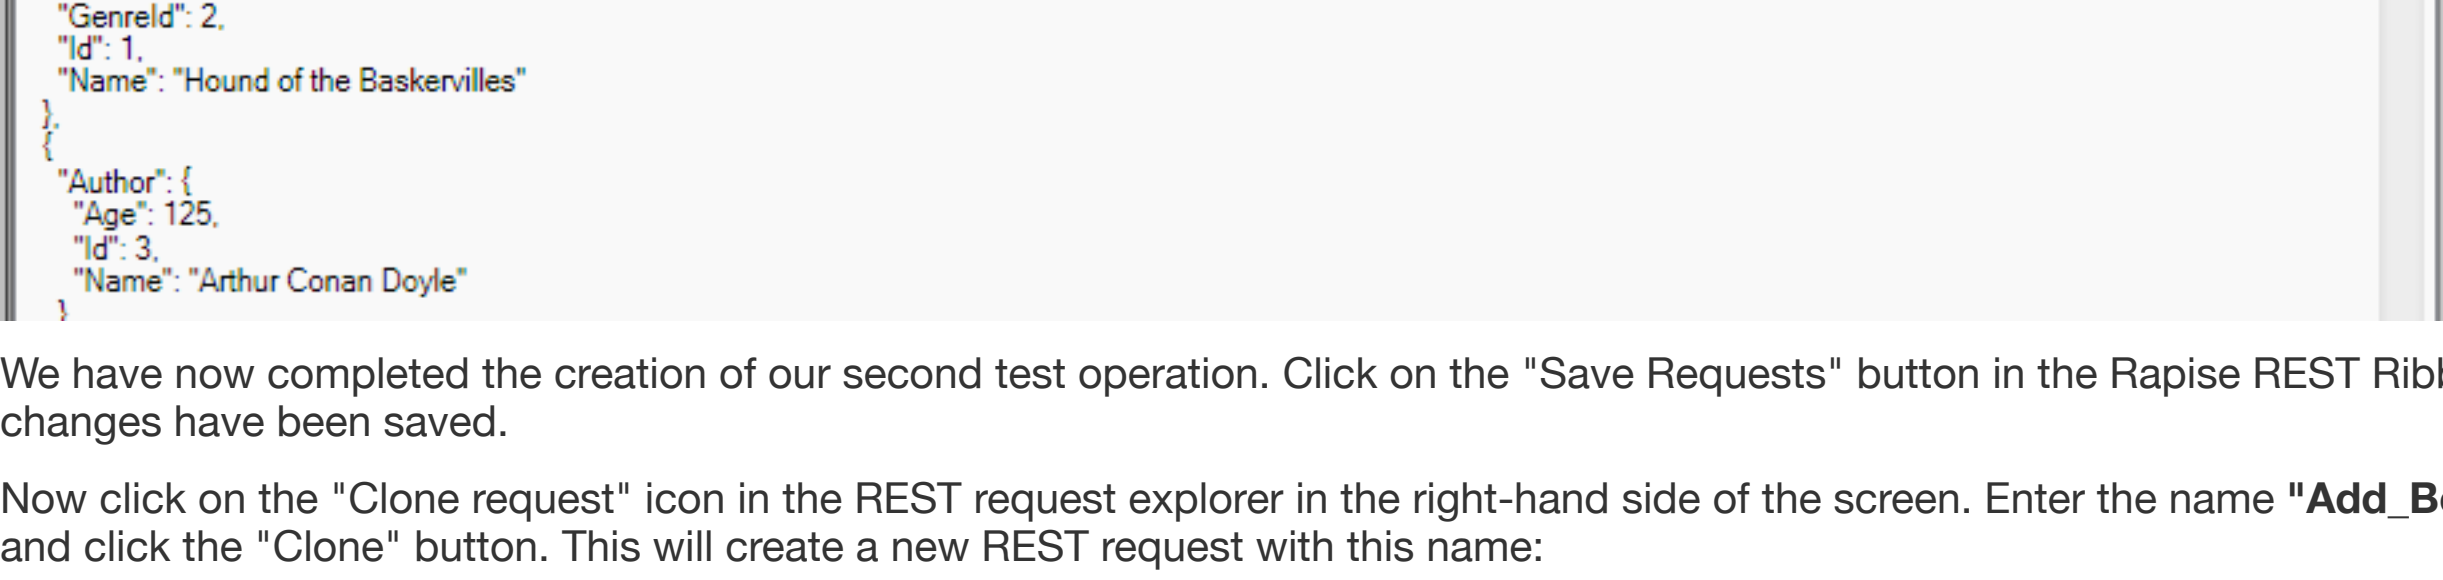 "GenreId": 2,
"Id": 1,
"Name": "Hound of the Baskervilles"
},
{
"Author": {
"Age": 125,
"Id": 3,
"Name": "Arthur Conan Doyle"
}
We have now completed the creation of our second test operation. Click on the "Save Requests" button in the Rapise REST
changes have been saved.
Now click on the "Clone request" icon in the REST request explorer in the right-hand side of the screen. Enter the name
and click the "Clone" button. This will create a new REST request with this name: